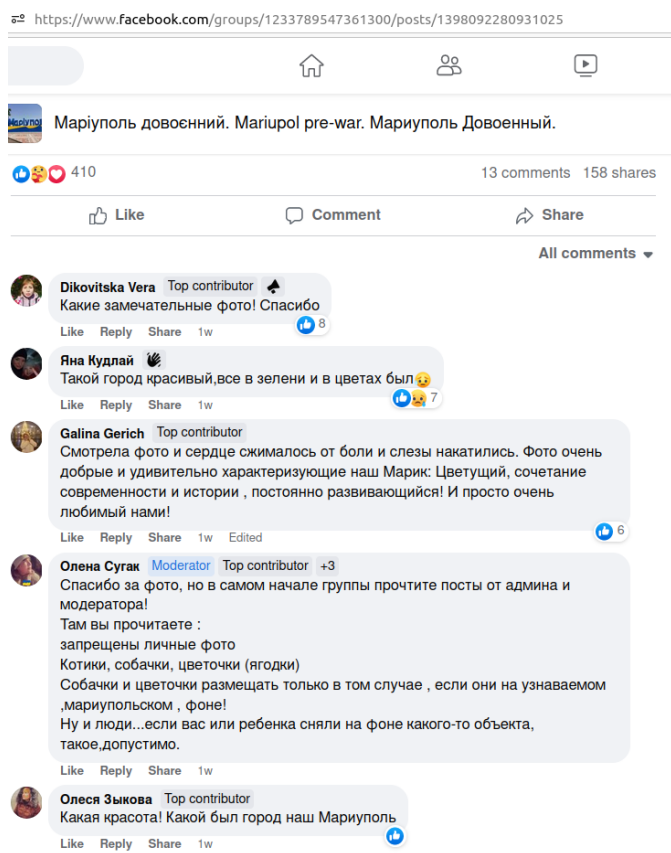 https://www.facebook.com/groups/1233789547361300/posts/1398092280931025
Маріуполь довоєнний. Mariupol pre-war. Мариуполь Довоенный.
410
13 comments 158 shares
Like Comment Share
All comments
Dikovitska Vera Top contributor
Какие замечательные фото! Спасибо
8
Like Reply Share 1w
Яна Кудлай
Такой город красивый,все в зелени и в цветах был😥
7
Like Reply Share 1w
Galina Gerich Top contributor
Смотрела фото и сердце сжималось от боли и слезы накатились. Фото очень
добрые и удивительно характеризующие наш Марик: Цветущий, сочетание
современности и истории , постоянно развивающийся! И просто очень
любимый нами!
6
Like Reply Share 1w Edited
Олена Сугак Moderator Top contributor +3
Спасибо за фото, но в самом начале группы прочтите посты от админа и
модератора!
Там вы прочитаете :
запрещены личные фото
Котики, собачки, цветочки (ягодки)
Собачки и цветочки размещать только в том случае , если они на узнаваемом
,мариупольском , фоне!
Ну и люди...если вас или ребенка сняли на фоне какого-то объекта,
такое,допустимо.
Like Reply Share 1w
Олеся Зыкова Top contributor
Какая красота! Какой был город наш Мариуполь
Like Reply Share 1w